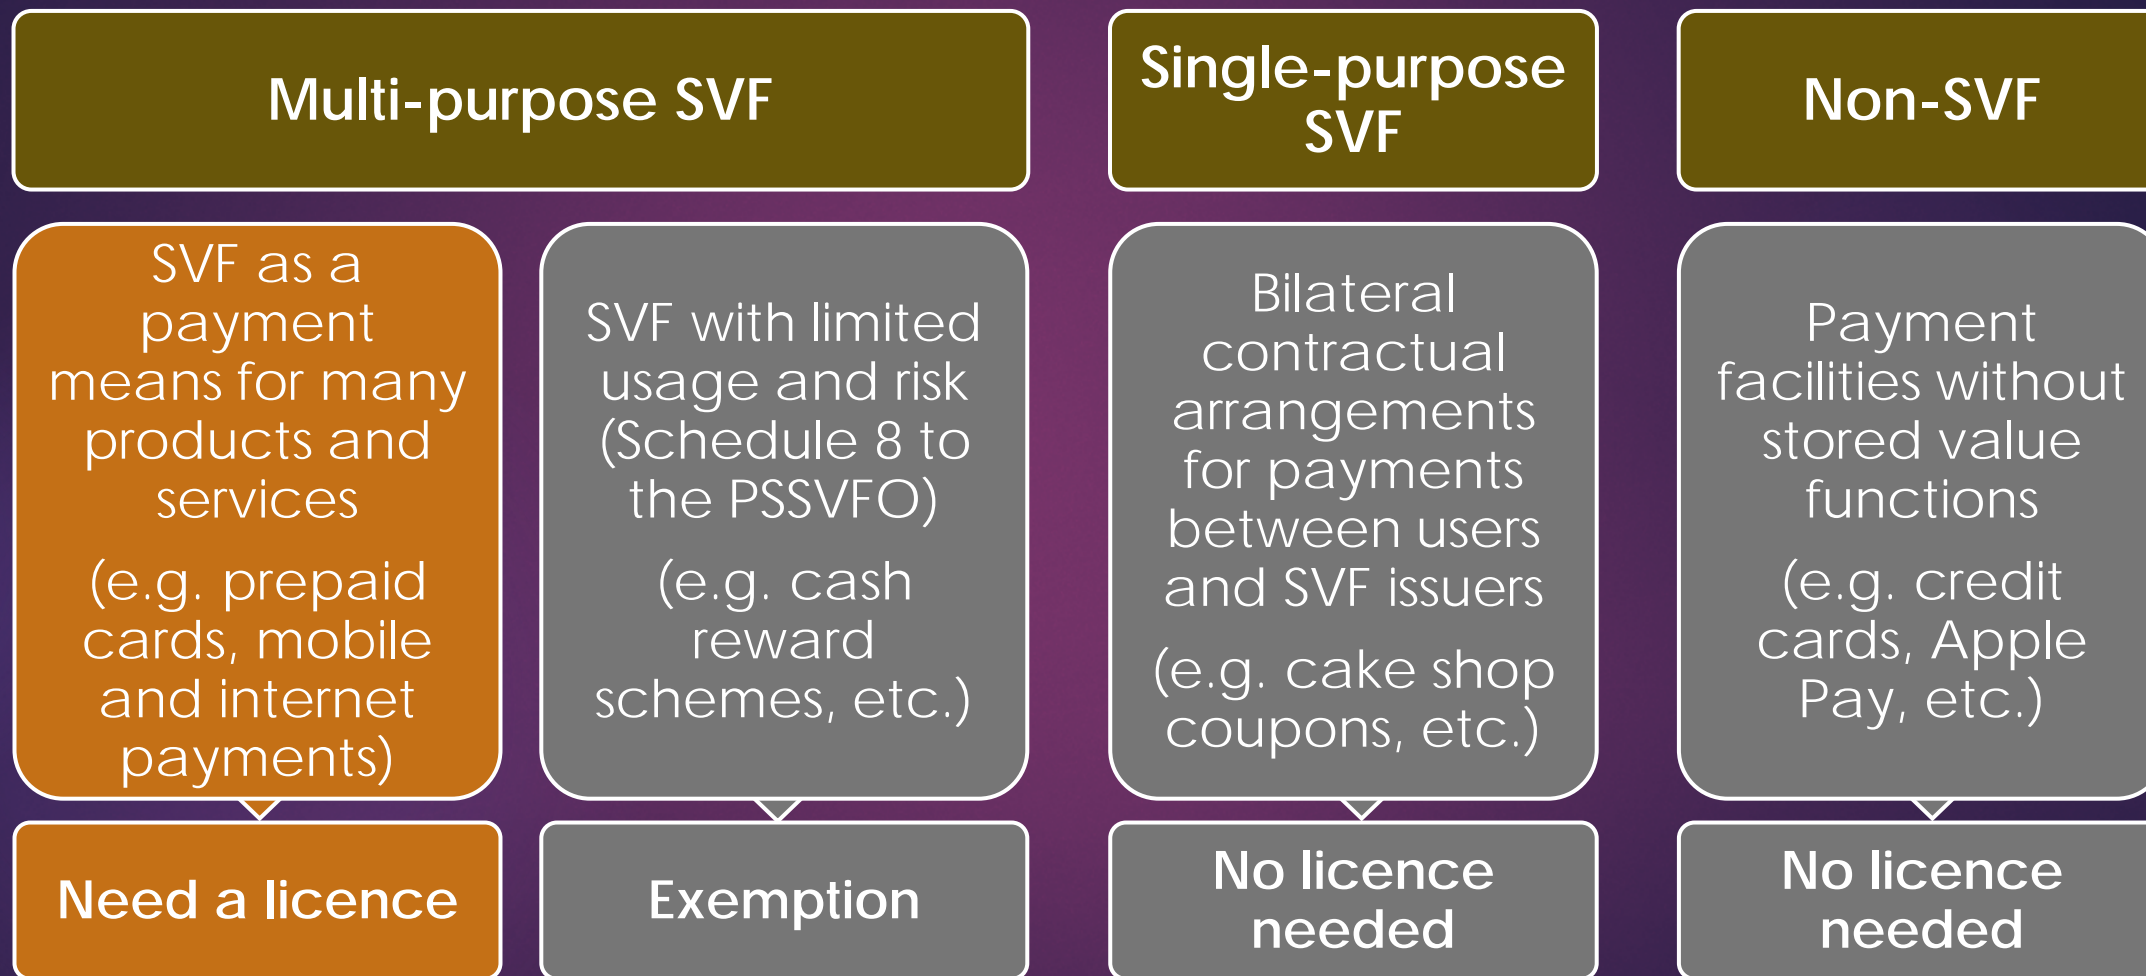 Multi-purpose SVF
SVF as a
payment
means for many
products and
services
(e.g. prepaid
cards, mobile
and internet
payments)
Need a licence
SVF with limited
usage and risk
(Schedule 8 to
the PSSVFO)
(e.g. cash
reward
schemes, etc.)
Exemption
Single-purpose
SVF
Bilateral
contractual
arrangements
for payments
between users
and SVF issuers
(e.g. cake shop
coupons, etc.)
No licence
needed
Non-SVF
Payment
facilities without
stored value
functions
(e.g. credit
cards, Apple
Pay, etc.)
No licence
needed